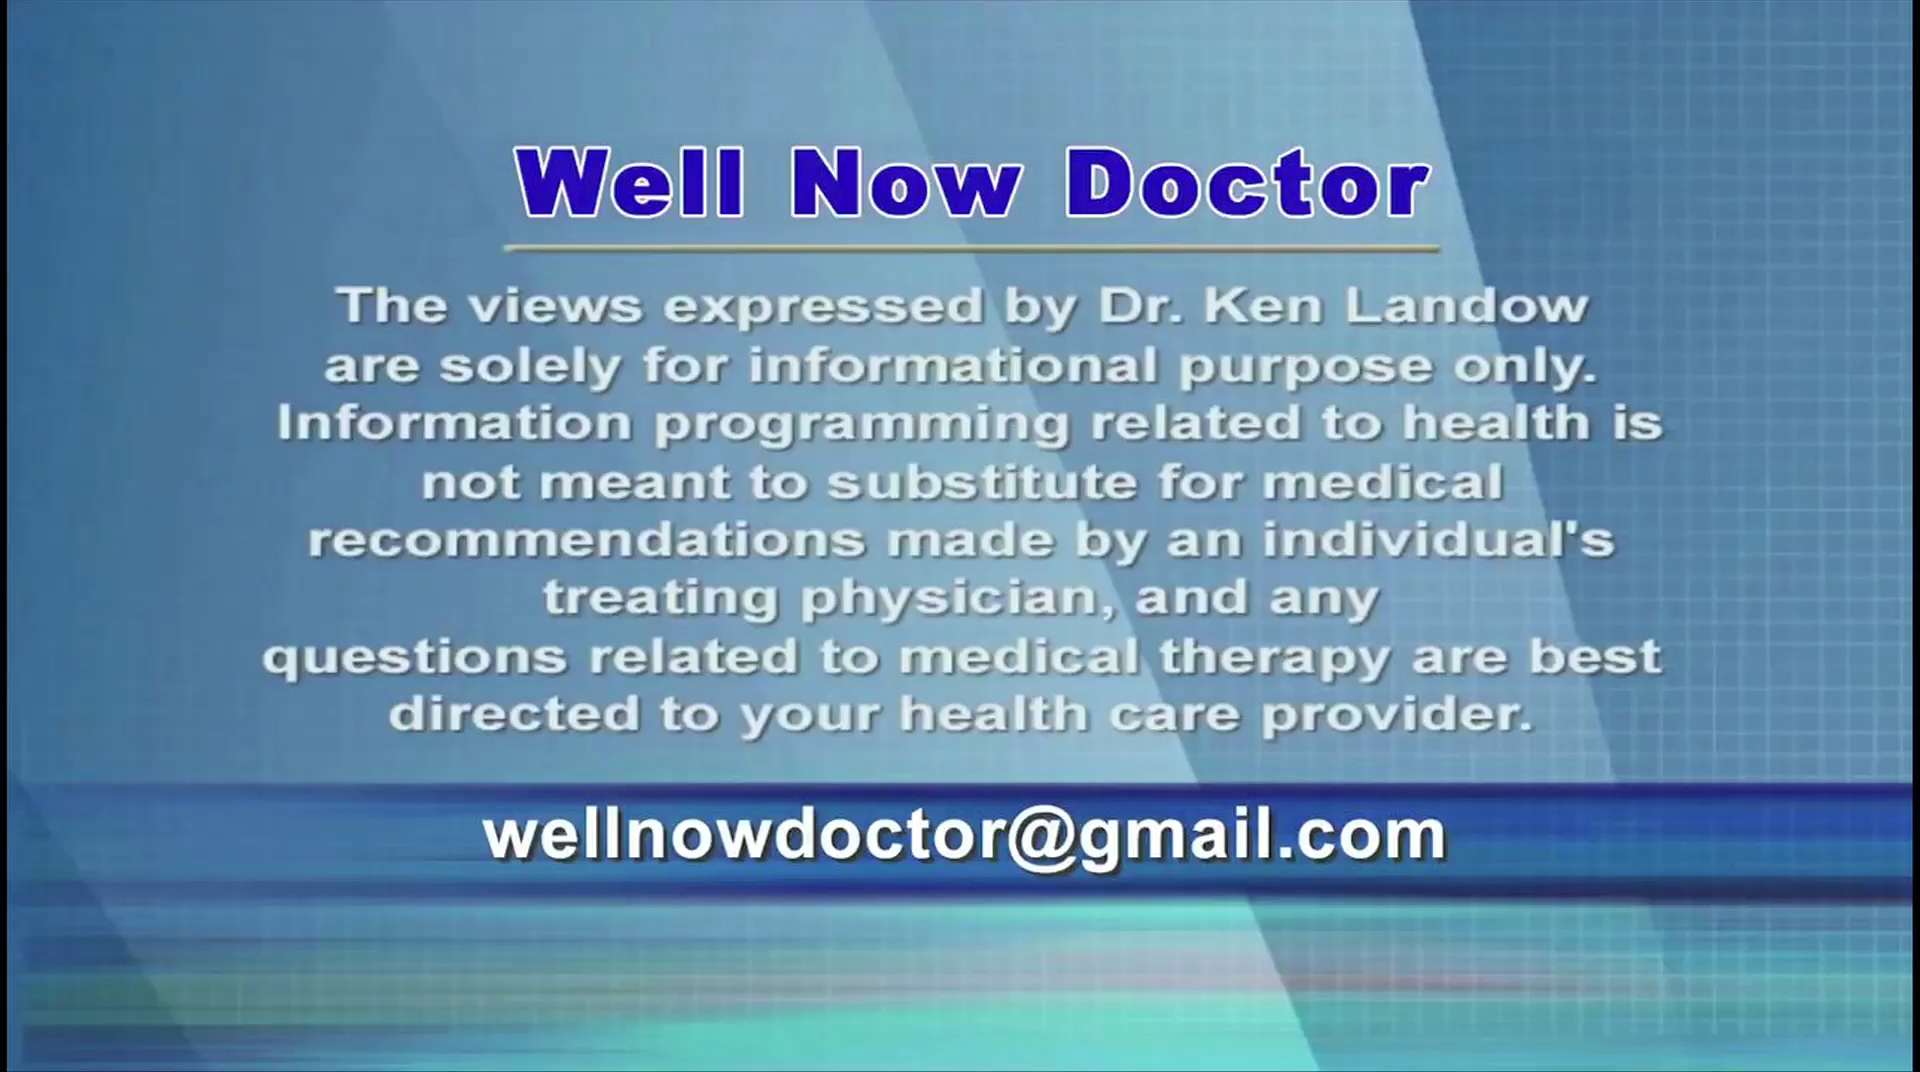 Well Now Doctor
The views expressed by Dr. Ken Landow
are solely for informational purpose only.
Information programming related to health is
not meant to substitute for medical
recommendations made by an individual's
treating physician, and any
questions related to medical therapy are best
directed to your health care provider.
wellnowdoctor@gmail.com